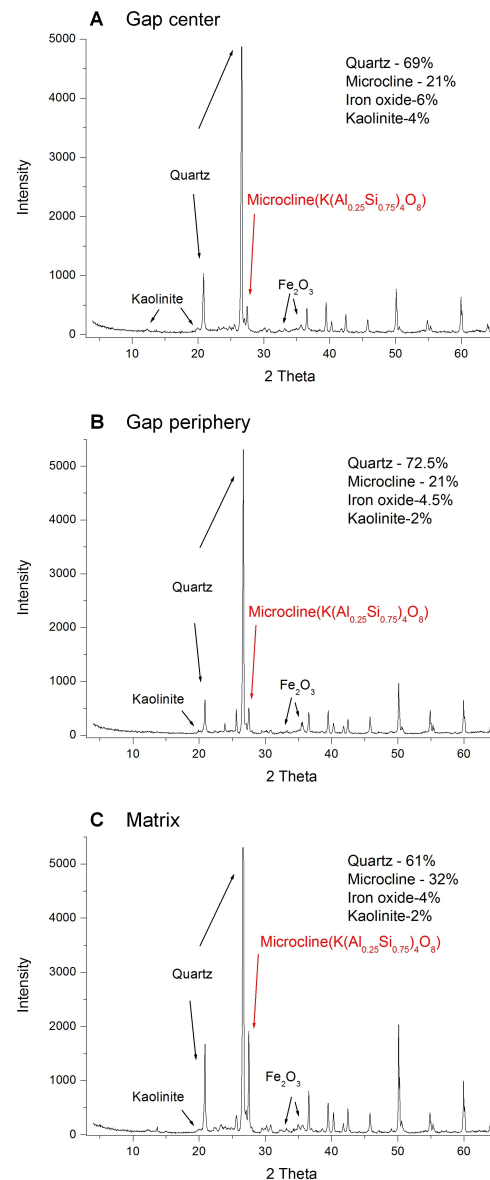 A Gap center
5000
4000
3000
2000
1000
0
Intensity
Quartz - 69%
Microcline - 21%
Iron oxide-6%
Kaolinite-4%
Quartz
Microcline(K(Al0.25Si0.75)4O8)
Kaolinite
Fe2O3
10 20 30 40 50 60
2 Theta
B Gap periphery
5000
4000
3000
2000
1000
0
Intensity
Quartz - 72.5%
Microcline - 21%
Iron oxide-4.5%
Kaolinite-2%
Quartz
Microcline(K(Al0.25Si0.75)4O8)
Kaolinite
Fe2O3
10 20 30 40 50 60
2 Theta
C Matrix
5000
4000
3000
2000
1000
0
Intensity
Quartz - 61%
Microcline - 32%
Iron oxide-4%
Kaolinite-2%
Microcline(K(Al0.25Si0.75)4O8)
Quartz
Kaolinite
Fe2O3
10 20 30 40 50 60
2 Theta